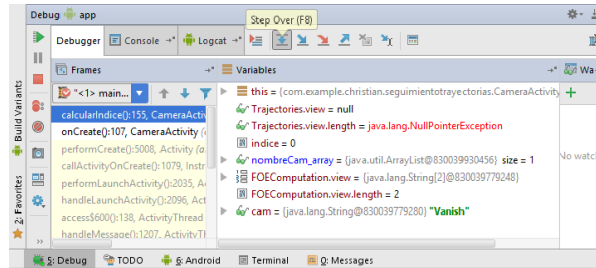 Debug app
Step Over (F8)
Debugger Console →* Logcat →*
Frames →*
Variables →*
Wa
"<1> main...
calcularIndice():155, CameraActiv
onCreate():107, CameraActivity (
performCreate():5008, Activity (a
callActivityOnCreate():1079, Instr
performLaunchActivity():2035, A
handleLaunchActivity():2096, Act
access$600():138, ActivityThread
handleMessage():1207, ActivityTh
this = {com.example.christian.seguimientotrayectorias.CameraActivity
Trajectories.view = null
Trajectories.view.length = java.lang.NullPointerException
indice = 0
nombreCam_array = {java.util.ArrayList@830039930456} size = 1
FOEComputation.view = {java.lang.String[2]@830039779248}
FOEComputation.view.length = 2
cam = {java.lang.String@830039779280} "Vanish"
No watch
Build Variants
2: Favorites
5: Debug TODO 6: Android Terminal 0: Messages